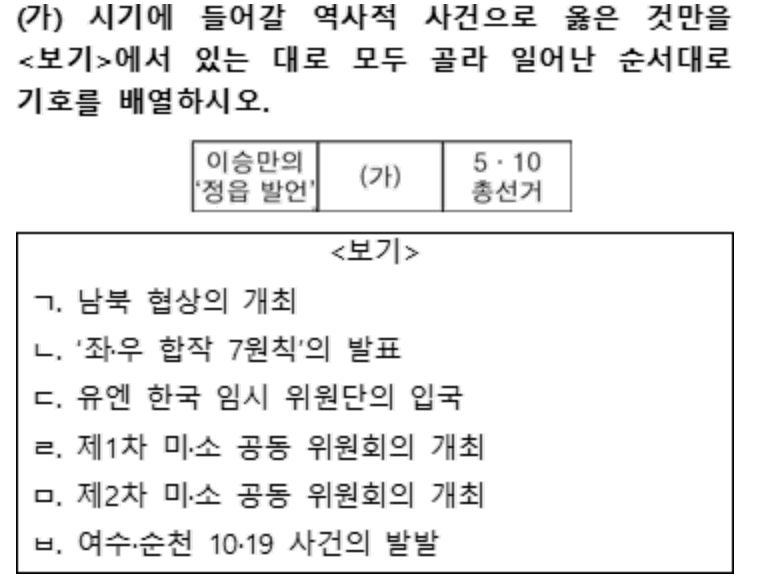 (가) 시기에 들어갈 역사적 사건으로 옳은 것만을
<보기>에서 있는 대로 모두 골라 일어난 순서대로
기호를 배열하시오.
이승만의 '정읍 발언' (가) 5·10 총선거
<보기>
ㄱ. 남북 협상의 개최
ㄴ. '좌·우 합작 7원칙'의 발표
ㄷ. 유엔 한국 임시 위원단의 입국
ㄹ. 제1차 미·소 공동 위원회의 개최
ㅁ. 제2차 미·소 공동 위원회의 개최
ㅂ. 여수·순천 10·19 사건의 발발